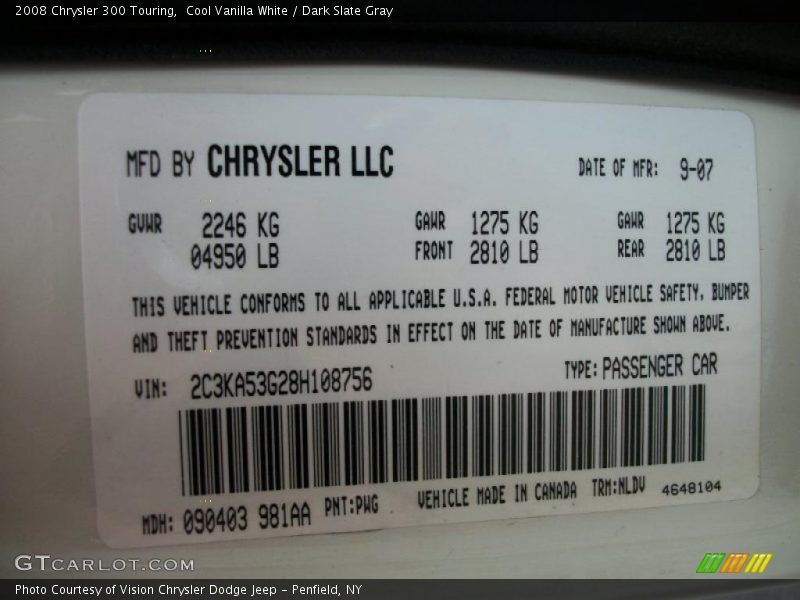 2008 Chrysler 300 Touring,  Cool Vanilla White / Dark Slate Gray
MFD BY CHRYSLER LLC DATE OF MFR: 9-07
GVWR 2246 KG GAWR 1275 KG GAWR 1275 KG
04950 LB FRONT 2810 LB REAR 2810 LB
THIS VEHICLE CONFORMS TO ALL APPLICABLE U.S.A. FEDERAL MOTOR VEHICLE SAFETY, BUMPER
AND THEFT PREVENTION STANDARDS IN EFFECT ON THE DATE OF MANUFACTURE SHOWN ABOVE.
VIN: 2C3KA53G28H108756 TYPE: PASSENGER CAR
MDH: 090403 981AA PNT:PWG VEHICLE MADE IN CANADA TRM:NLDV 4648104
GTCARLOT.COM
Photo Courtesy of Vision Chrysler Dodge Jeep – Penfield, NY